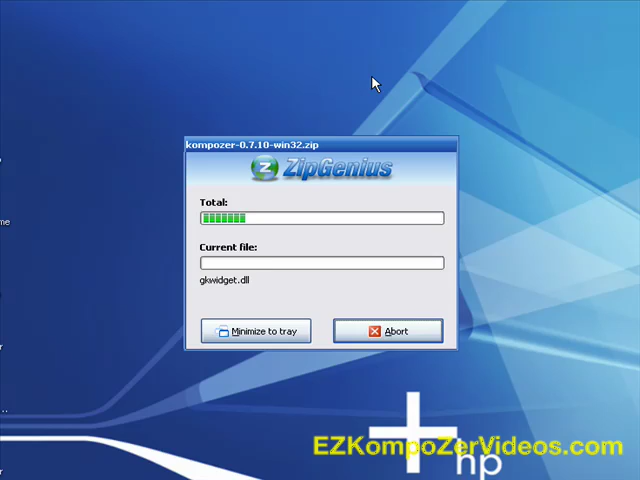 me
kompozer-0.7.10-win32.zip
Z ZipGenius
Total:
Current file:
gkwidget.dll
Minimize to tray
Abort
r
..
EZKompoZerVideos.com
hp
r